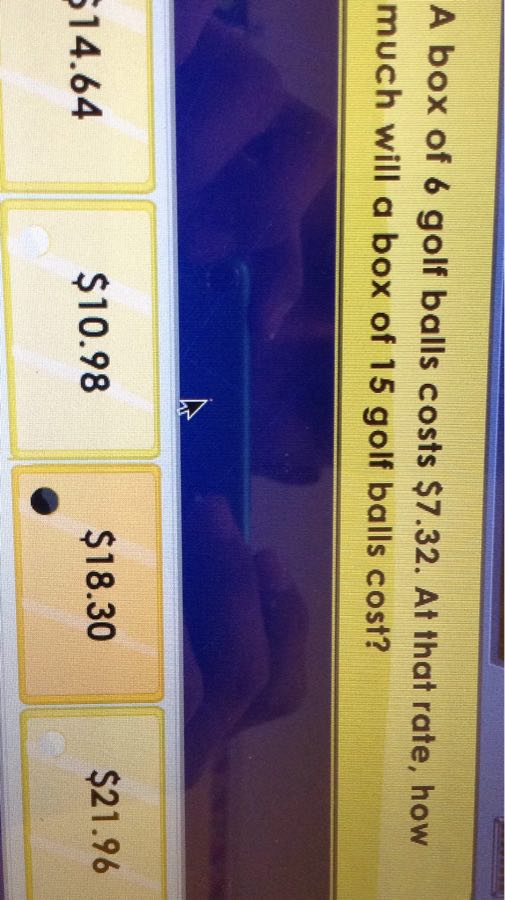 A box of 6 golf balls costs $7.32. At that rate, how
much will a box of 15 golf balls cost?
$14.64
$10.98
$18.30
$21.96